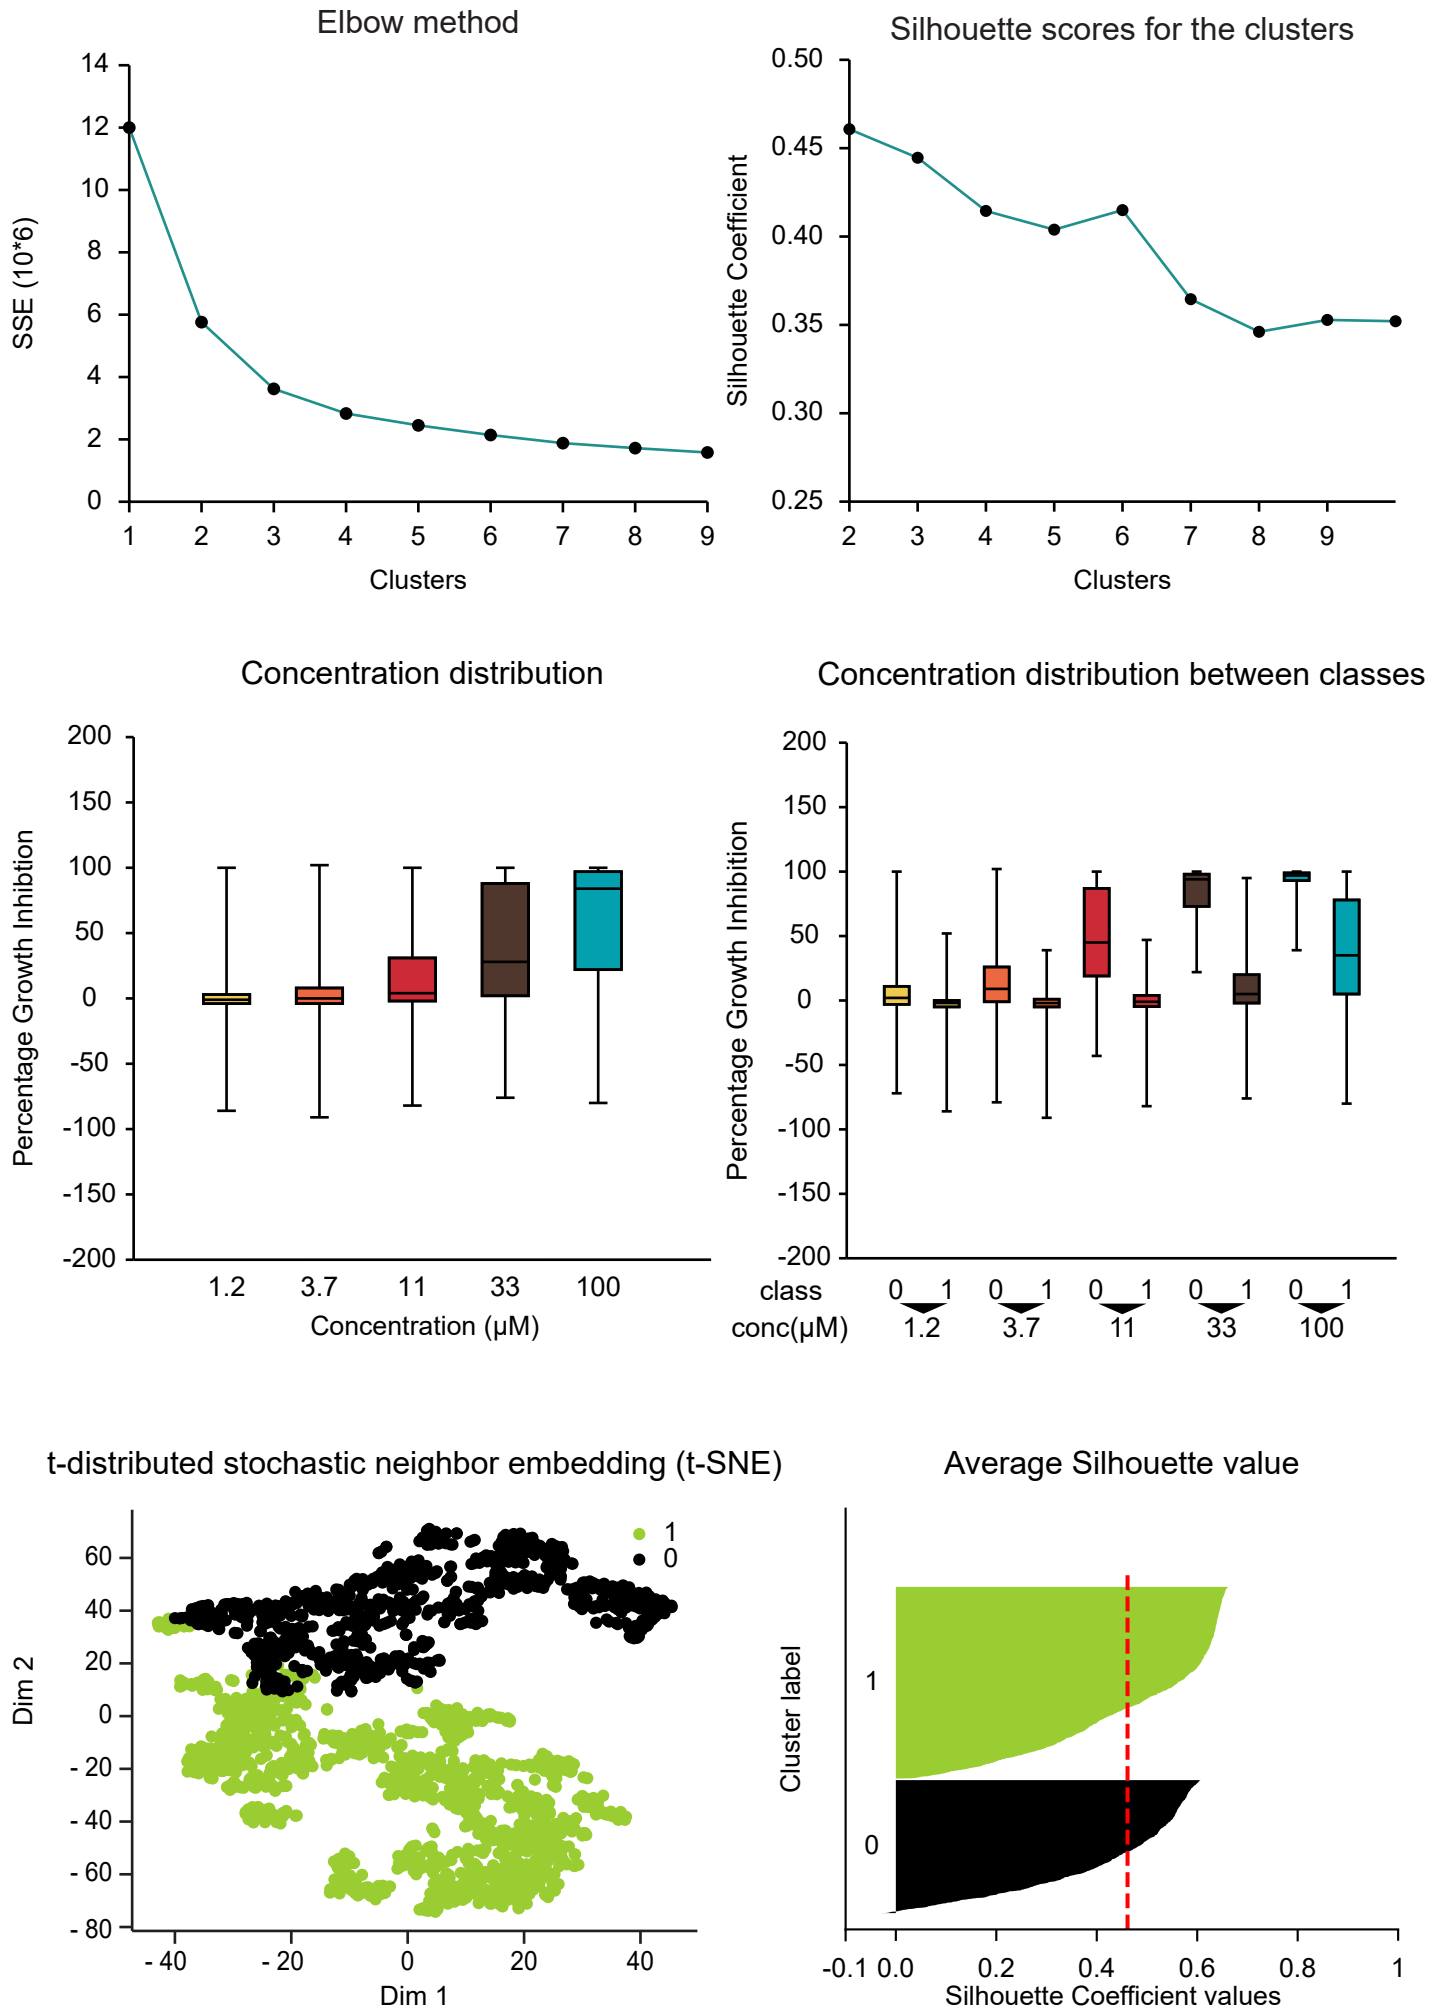 Elbow method
14
12
10
8
6
4
2
0
SSE (10*6)
1 2 3 4 5 6 7 8 9
Clusters
Silhouette scores for the clusters
0.50
0.45
0.40
0.35
0.30
0.25
Silhouette Coefficient
2 3 4 5 6 7 8 9
Clusters
Concentration distribution
200
150
100
50
0
-50
-100
-150
-200
Percentage Growth Inhibtion
1.2 3.7 11 33 100
Concentration (µM)
Concentration distribution between classes
200
150
100
50
0
-50
-100
-150
-200
Percentage Growth Inhibition
class 0 1 0 1 0 1 0 1 0 1
conc(µM) 1.2 3.7 11 33 100
t-distributed stochastic neighbor embedding (t-SNE)
1
0
60
40
20
0
- 20
- 40
- 60
- 80
Dim 2
- 40 - 20 0 20 40
Dim 1
Average Silhouette value
Cluster label
1
0
-0.1 0.0 0.2 0.4 0.6 0.8 1
Silhouette Coefficient values